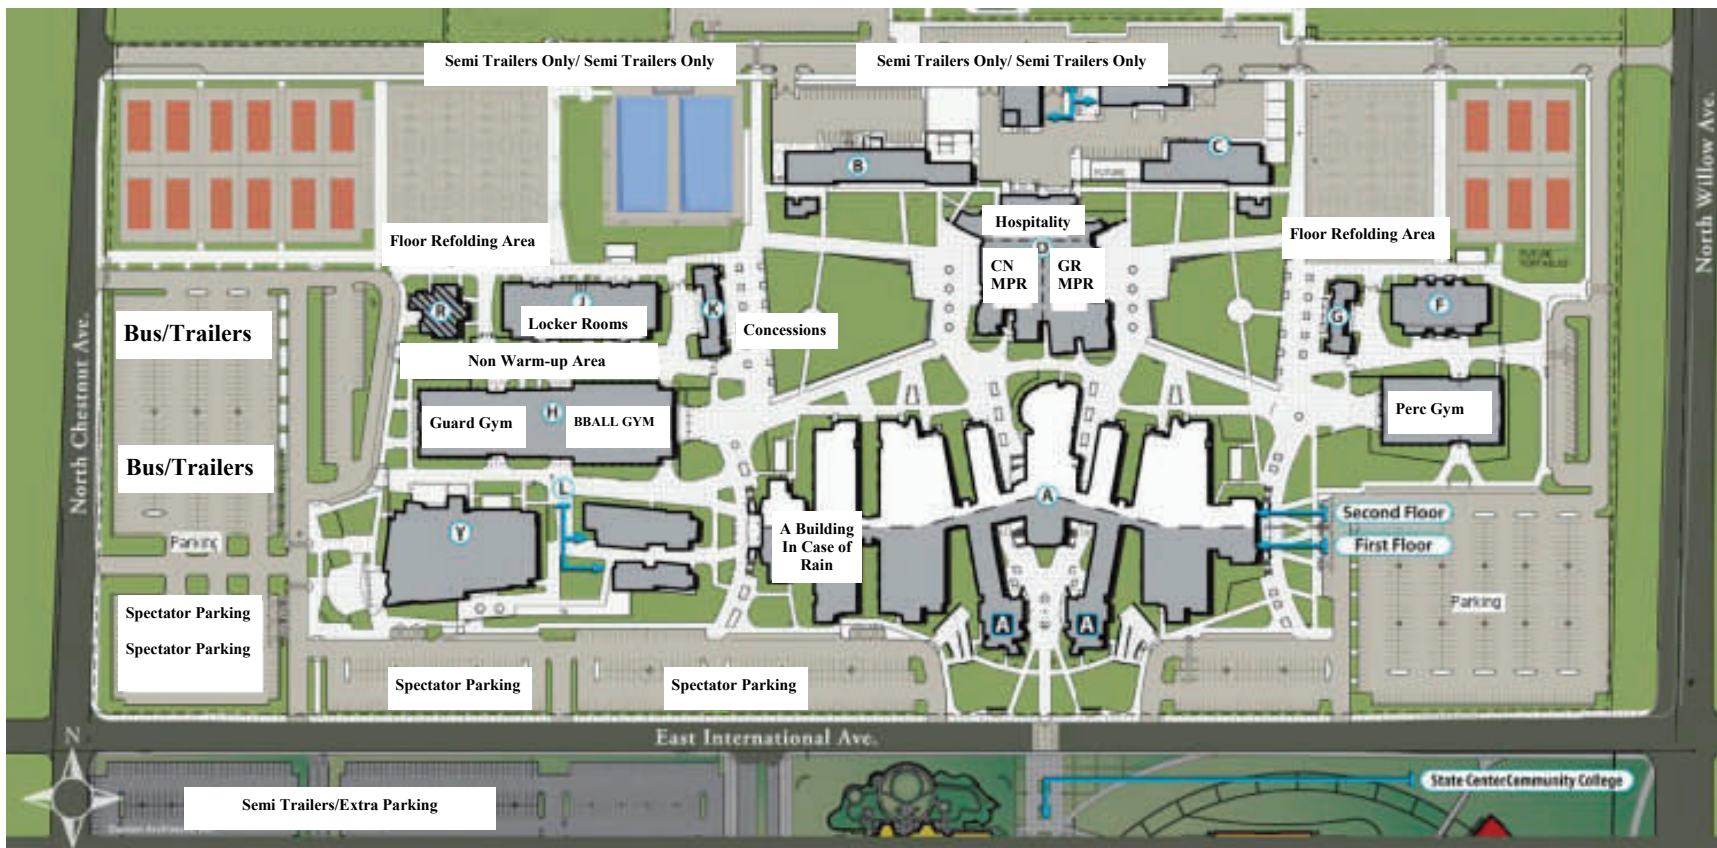 Semi Trailers Only/ Semi Trailers Only
Semi Trailers Only/ Semi Trailers Only
North Willow Ave.
B
C
FUTURE
Hospitality
D
Floor Refolding Area
Floor Refolding Area
FUTURE
PORTABLES
CN
MPR
GR
MPR
R
J
K
G
F
Bus/Trailers
Locker Rooms
Concessions
Non Warm-up Area
North Chestnut Ave.
Guard Gym
H
BBALL GYM
Perc Gym
Bus/Trailers
L
A
Second Floor
A Building
In Case of
Rain
Y
Parking
First Floor
Spectator Parking
Spectator Parking
Parking
A
A
Spectator Parking
Spectator Parking
East International Ave.
N
State Center Community College
Semi Trailers/Extra Parking